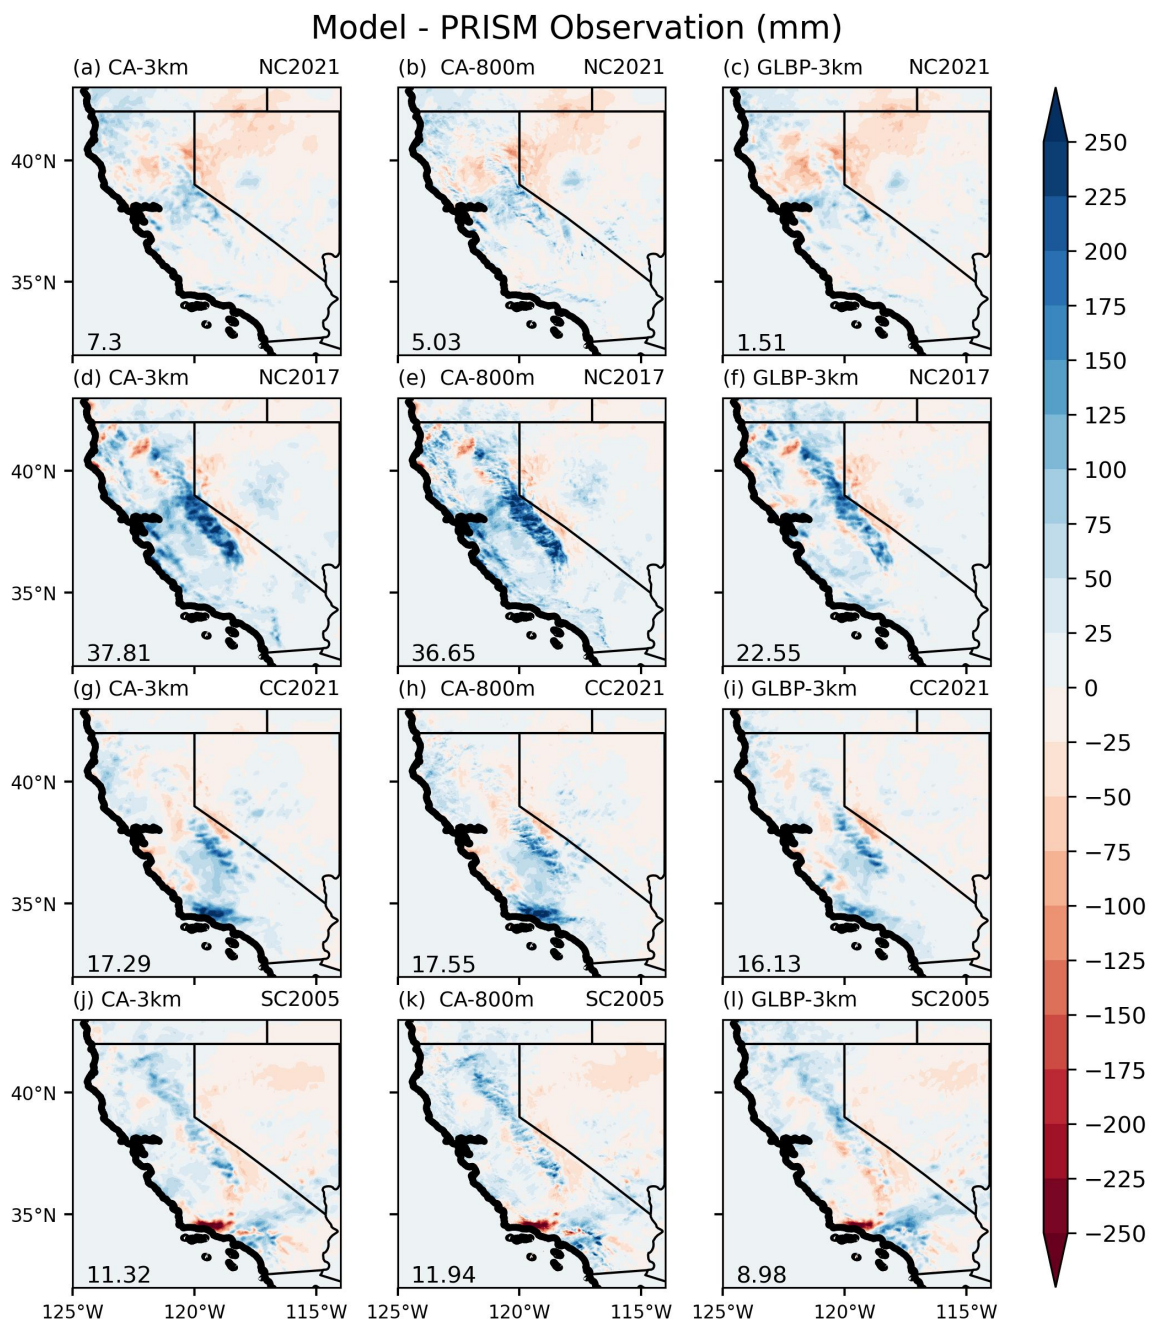 Model - PRISM Observation (mm)
(a) CA-3km NC2021
(b) CA-800m NC2021
(c) GLBP-3km NC2021
40°N
35°N
7.3
5.03
1.51
(d) CA-3km NC2017
(e) CA-800m NC2017
(f) GLBP-3km NC2017
40°N
35°N
37.81
36.65
22.55
(g) CA-3km CC2021
(h) CA-800m CC2021
(i) GLBP-3km CC2021
40°N
35°N
17.29
17.55
16.13
(j) CA-3km SC2005
(k) CA-800m SC2005
(l) GLBP-3km SC2005
40°N
35°N
11.32
11.94
8.98
125°W 120°W 115°W
125°W 120°W 115°W
125°W 120°W 115°W
250
225
200
175
150
125
100
75
50
25
0
−25
−50
−75
−100
−125
−150
−175
−200
−225
−250